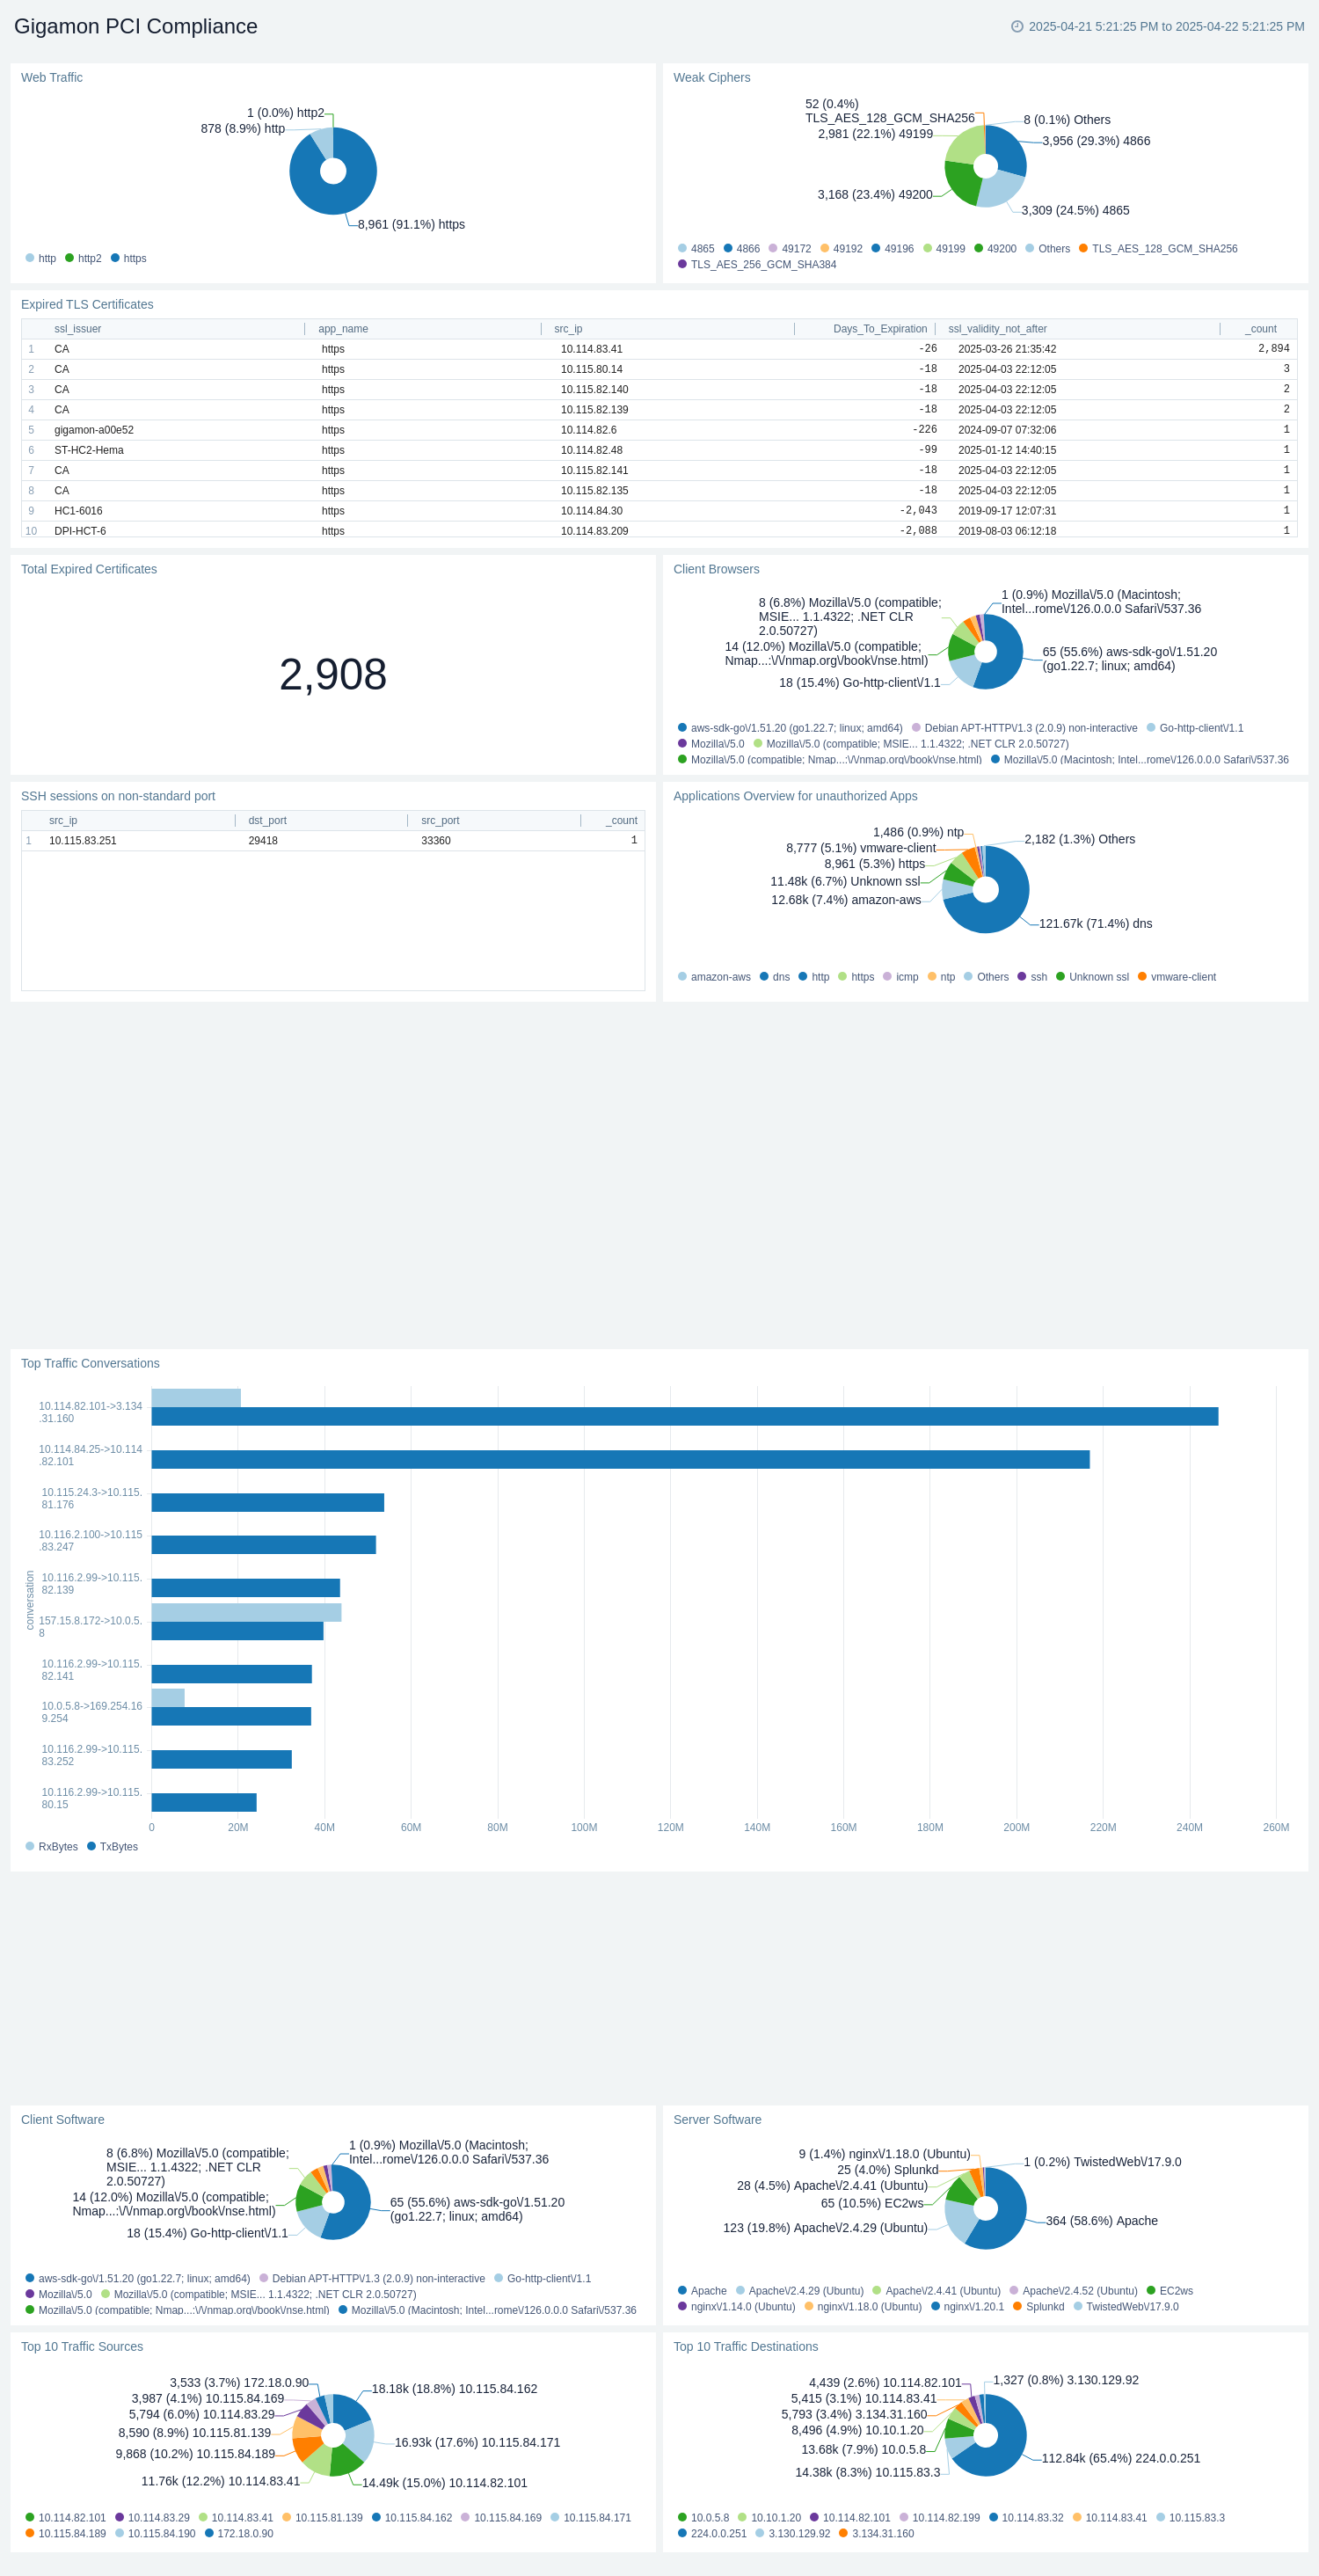 Gigamon PCI Compliance
2025-04-21 5:21:25 PM to 2025-04-22 5:21:25 PM
Web Traffic
1 (0.0%) http2
878 (8.9%) http
8,961 (91.1%) https
http http2 https
Weak Ciphers
52 (0.4%)
TLS_AES_128_GCM_SHA256
8 (0.1%) Others
2,981 (22.1%) 49199
3,956 (29.3%) 4866
3,168 (23.4%) 49200
3,309 (24.5%) 4865
4865 4866 49172 49192 49196 49199 49200 Others TLS_AES_128_GCM_SHA256
TLS_AES_256_GCM_SHA384
Expired TLS Certificates
ssl_issuer app_name src_ip Days_To_Expiration ssl_validity_not_after _count
1 CA https 10.114.83.41 -26 2025-03-26 21:35:42 2,894
2 CA https 10.115.80.14 -18 2025-04-03 22:12:05 3
3 CA https 10.115.82.140 -18 2025-04-03 22:12:05 2
4 CA https 10.115.82.139 -18 2025-04-03 22:12:05 2
5 gigamon-a00e52 https 10.114.82.6 -226 2024-09-07 07:32:06 1
6 ST-HC2-Hema https 10.114.82.48 -99 2025-01-12 14:40:15 1
7 CA https 10.115.82.141 -18 2025-04-03 22:12:05 1
8 CA https 10.115.82.135 -18 2025-04-03 22:12:05 1
9 HC1-6016 https 10.114.84.30 -2,043 2019-09-17 12:07:31 1
10 DPI-HCT-6 https 10.114.83.209 -2,088 2019-08-03 06:12:18 1
Total Expired Certificates
2,908
Client Browsers
8 (6.8%) Mozilla\/5.0 (compatible;
MSIE... 1.1.4322; .NET CLR
2.0.50727)
1 (0.9%) Mozilla\/5.0 (Macintosh;
Intel...rome\/126.0.0.0 Safari\/537.36
14 (12.0%) Mozilla\/5.0 (compatible;
Nmap...:\/\/nmap.org\/book\/nse.html)
65 (55.6%) aws-sdk-go\/1.51.20
(go1.22.7; linux; amd64)
18 (15.4%) Go-http-client\/1.1
aws-sdk-go\/1.51.20 (go1.22.7; linux; amd64) Debian APT-HTTP\/1.3 (2.0.9) non-interactive Go-http-client\/1.1
Mozilla\/5.0 Mozilla\/5.0 (compatible; MSIE... 1.1.4322; .NET CLR 2.0.50727)
Mozilla\/5.0 (compatible; Nmap...:\/\/nmap.org\/book\/nse.html) Mozilla\/5.0 (Macintosh; Intel...rome\/126.0.0.0 Safari\/537.36
SSH sessions on non-standard port
src_ip dst_port src_port _count
1 10.115.83.251 29418 33360 1
Applications Overview for unauthorized Apps
1,486 (0.9%) ntp
2,182 (1.3%) Others
8,777 (5.1%) vmware-client
8,961 (5.3%) https
11.48k (6.7%) Unknown ssl
12.68k (7.4%) amazon-aws
121.67k (71.4%) dns
amazon-aws dns http https icmp ntp Others ssh Unknown ssl vmware-client
Top Traffic Conversations
conversation
10.114.82.101->3.134
.31.160
10.114.84.25->10.114
.82.101
10.115.24.3->10.115.
81.176
10.116.2.100->10.115
.83.247
10.116.2.99->10.115.
82.139
157.15.8.172->10.0.5.
8
10.116.2.99->10.115.
82.141
10.0.5.8->169.254.16
9.254
10.116.2.99->10.115.
83.252
10.116.2.99->10.115.
80.15
0 20M 40M 60M 80M 100M 120M 140M 160M 180M 200M 220M 240M 260M
RxBytes TxBytes
Client Software
8 (6.8%) Mozilla\/5.0 (compatible;
MSIE... 1.1.4322; .NET CLR
2.0.50727)
1 (0.9%) Mozilla\/5.0 (Macintosh;
Intel...rome\/126.0.0.0 Safari\/537.36
14 (12.0%) Mozilla\/5.0 (compatible;
Nmap...:\/\/nmap.org\/book\/nse.html)
65 (55.6%) aws-sdk-go\/1.51.20
(go1.22.7; linux; amd64)
18 (15.4%) Go-http-client\/1.1
aws-sdk-go\/1.51.20 (go1.22.7; linux; amd64) Debian APT-HTTP\/1.3 (2.0.9) non-interactive Go-http-client\/1.1
Mozilla\/5.0 Mozilla\/5.0 (compatible; MSIE... 1.1.4322; .NET CLR 2.0.50727)
Mozilla\/5.0 (compatible; Nmap...:\/\/nmap.org\/book\/nse.html) Mozilla\/5.0 (Macintosh; Intel...rome\/126.0.0.0 Safari\/537.36
Server Software
9 (1.4%) nginx\/1.18.0 (Ubuntu)
1 (0.2%) TwistedWeb\/17.9.0
25 (4.0%) Splunkd
28 (4.5%) Apache\/2.4.41 (Ubuntu)
65 (10.5%) EC2ws
364 (58.6%) Apache
123 (19.8%) Apache\/2.4.29 (Ubuntu)
Apache Apache\/2.4.29 (Ubuntu) Apache\/2.4.41 (Ubuntu) Apache\/2.4.52 (Ubuntu) EC2ws
nginx\/1.14.0 (Ubuntu) nginx\/1.18.0 (Ubuntu) nginx\/1.20.1 Splunkd TwistedWeb\/17.9.0
Top 10 Traffic Sources
3,533 (3.7%) 172.18.0.90
18.18k (18.8%) 10.115.84.162
3,987 (4.1%) 10.115.84.169
5,794 (6.0%) 10.114.83.29
8,590 (8.9%) 10.115.81.139
16.93k (17.6%) 10.115.84.171
9,868 (10.2%) 10.115.84.189
11.76k (12.2%) 10.114.83.41
14.49k (15.0%) 10.114.82.101
10.114.82.101 10.114.83.29 10.114.83.41 10.115.81.139 10.115.84.162 10.115.84.169 10.115.84.171
10.115.84.189 10.115.84.190 172.18.0.90
Top 10 Traffic Destinations
4,439 (2.6%) 10.114.82.101
1,327 (0.8%) 3.130.129.92
5,415 (3.1%) 10.114.83.41
5,793 (3.4%) 3.134.31.160
8,496 (4.9%) 10.10.1.20
13.68k (7.9%) 10.0.5.8
112.84k (65.4%) 224.0.0.251
14.38k (8.3%) 10.115.83.3
10.0.5.8 10.10.1.20 10.114.82.101 10.114.82.199 10.114.83.32 10.114.83.41 10.115.83.3
224.0.0.251 3.130.129.92 3.134.31.160